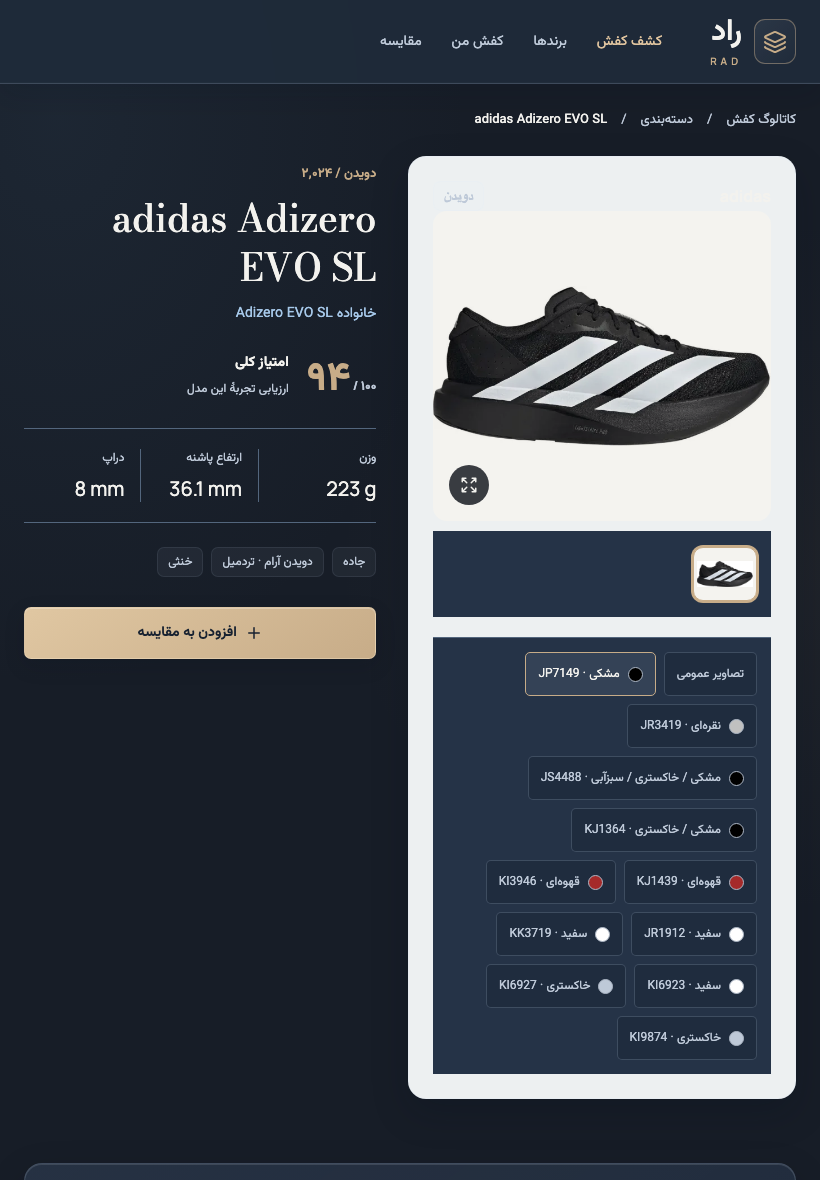 راد
RAD
کشف کفش
برندها
کفش من
مقایسه
کاتالوگ کفش / دسته‌بندی / adidas Adizero EVO SL
دویدن
دویدن / ۲,۰۲۴
adidas Adizero
EVO SL
خانواده Adizero EVO SL
۹۴ / ۱۰۰
امتیاز کلی
ارزیابی تجربهٔ این مدل
وزن
223 g
ارتفاع پاشنه
36.1 mm
دراپ
8 mm
جاده
دویدن آرام · تردمیل
خنثی
افزودن به مقایسه
تصاویر عمومی
مشکی · JP7149
نقره‌ای · JR3419
مشکی / خاکستری / سبزآبی · JS4488
مشکی / خاکستری · KJ1364
قهوه‌ای · KJ1439
قهوه‌ای · KI3946
سفید · JR1912
سفید · KK3719
سفید · KI6923
خاکستری · KI6927
خاکستری · KI9874